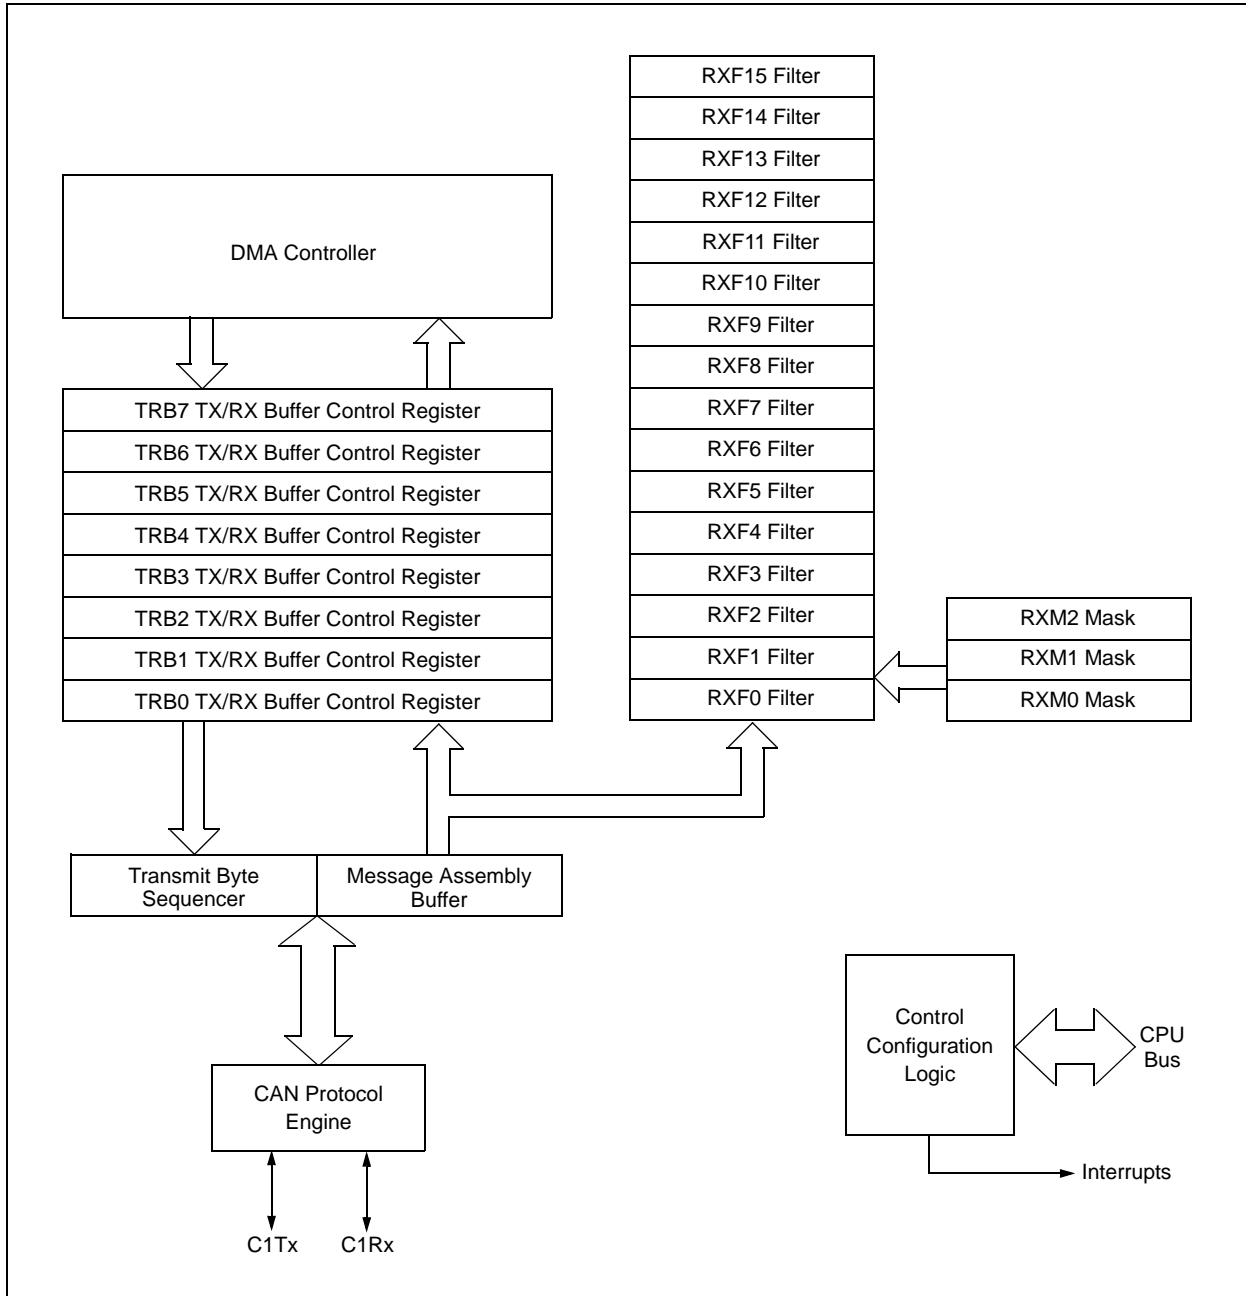 DMA Controller
TRB7 TX/RX Buffer Control Register
TRB6 TX/RX Buffer Control Register
TRB5 TX/RX Buffer Control Register
TRB4 TX/RX Buffer Control Register
TRB3 TX/RX Buffer Control Register
TRB2 TX/RX Buffer Control Register
TRB1 TX/RX Buffer Control Register
TRB0 TX/RX Buffer Control Register
RXF15 Filter
RXF14 Filter
RXF13 Filter
RXF12 Filter
RXF11 Filter
RXF10 Filter
RXF9 Filter
RXF8 Filter
RXF7 Filter
RXF6 Filter
RXF5 Filter
RXF4 Filter
RXF3 Filter
RXF2 Filter
RXF1 Filter
RXF0 Filter
RXM2 Mask
RXM1 Mask
RXM0 Mask
Transmit Byte
Sequencer
Message Assembly
Buffer
CAN Protocol
Engine
C1Tx
C1Rx
Control
Configuration
Logic
CPU
Bus
Interrupts